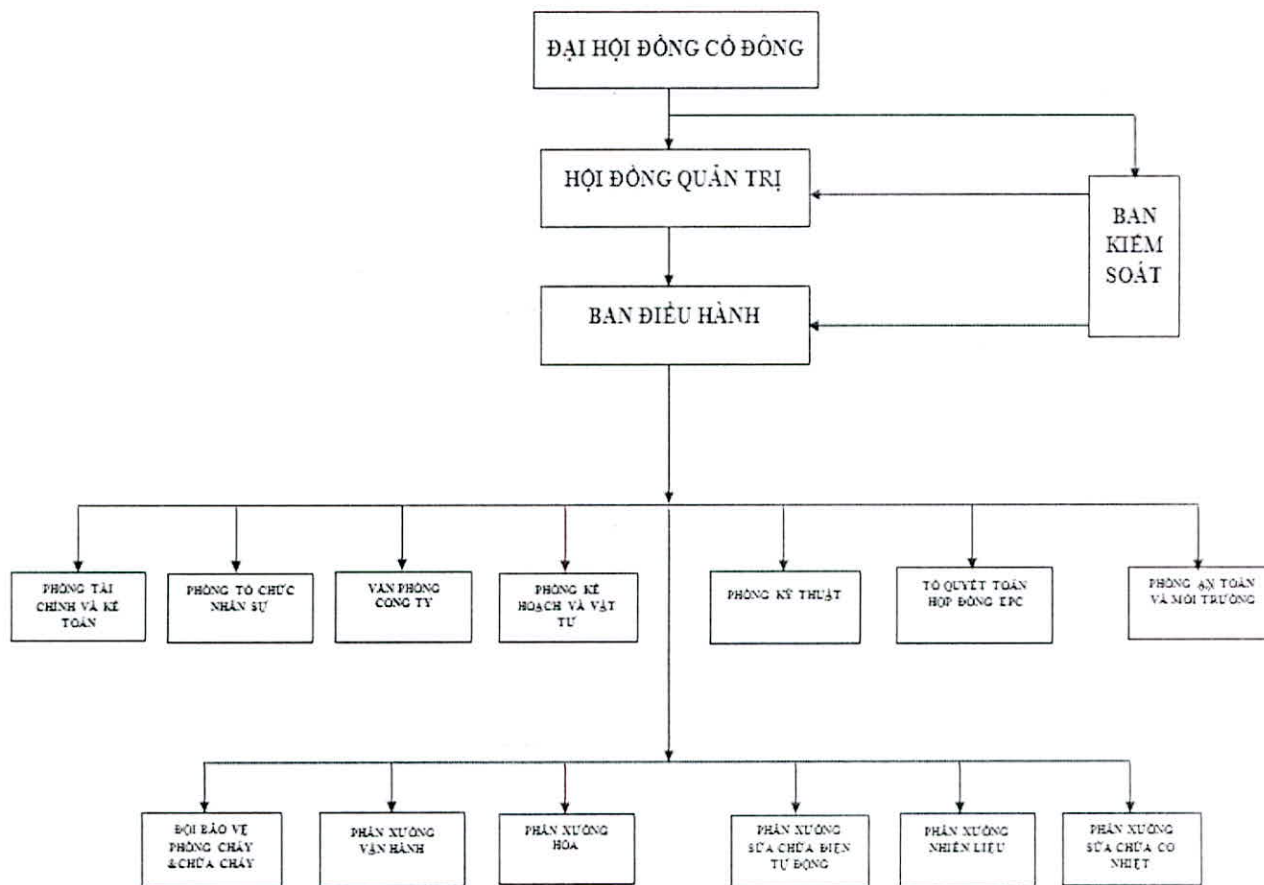 ĐẠI HỘI ĐỒNG CỔ ĐÔNG
HỘI ĐỒNG QUẢN TRỊ
BAN
KIỂM
SOÁT
BAN ĐIỀU HÀNH
PHÒNG TÀI
CHÍNH VÀ KẾ
TOÁN
PHÒNG TỔ CHỨC
NHÂN SỰ
VĂN PHÒNG
CÔNG TY
PHÒNG KẾ
HOẠCH VÀ VẬT
TƯ
PHÒNG KỸ THUẬT
TỔ QUYẾT TOÁN
HỢP ĐỒNG EPC
PHÒNG AN TOÀN
VÀ MÔI TRƯỜNG
ĐỘI BẢO VỆ
PHÒNG CHÁY
&CHỮA CHÁY
PHÂN XƯỞNG
VẬN HÀNH
PHÂN XƯỞNG
HÓA
PHÂN XƯỞNG
SỬA CHỮA ĐIỆN
TỰ ĐỘNG
PHÂN XƯỞNG
NHIÊN LIỆU
PHÂN XƯỞNG
SỬA CHỮA CƠ
NHIỆT